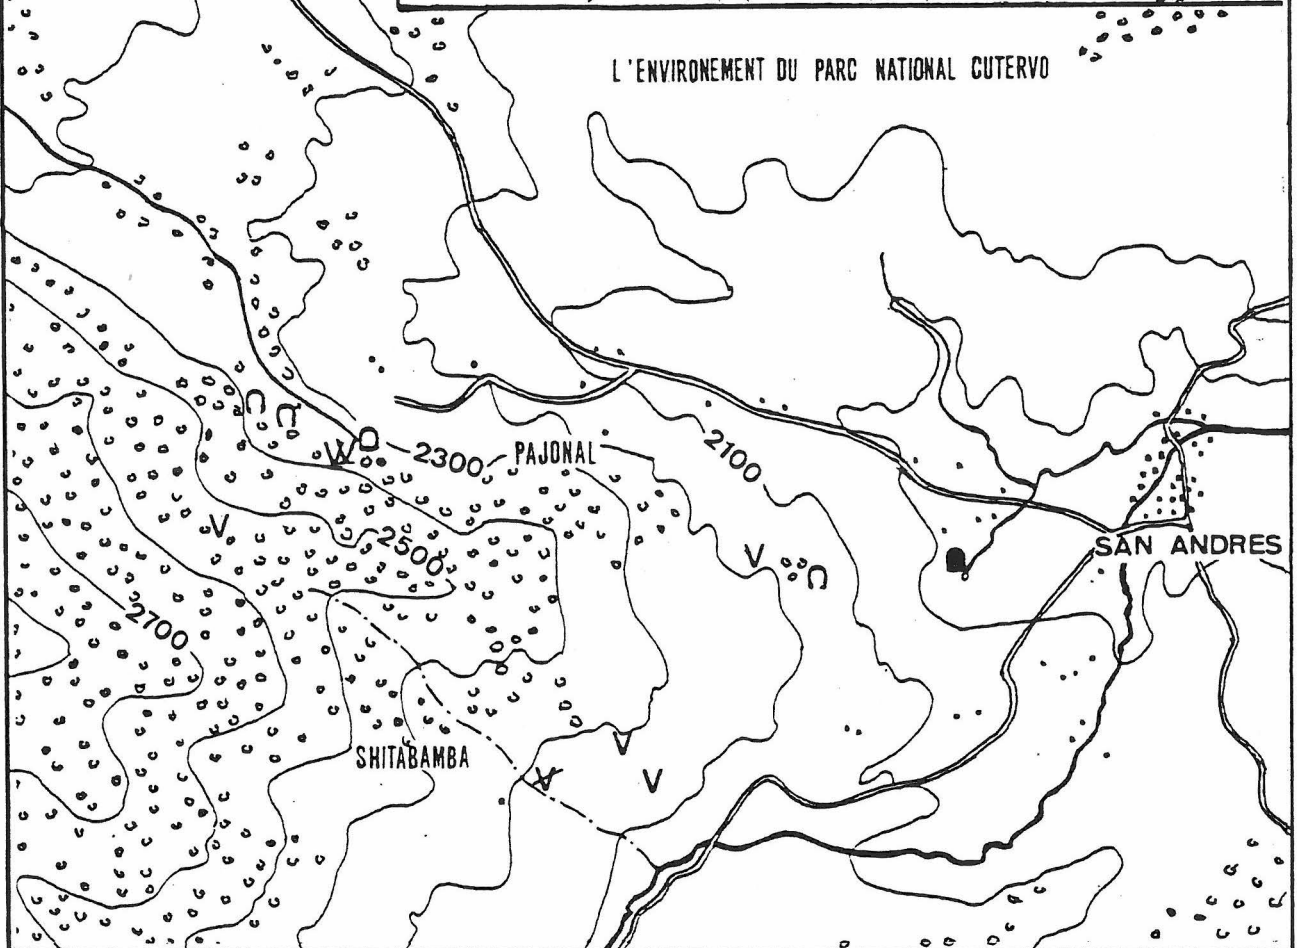 L'ENVIRONEMENT DU PARC NATIONAL CUTERVO
2300
PAJONAL
2100
2500
SAN ANDRES
2700
SHITABAMBA